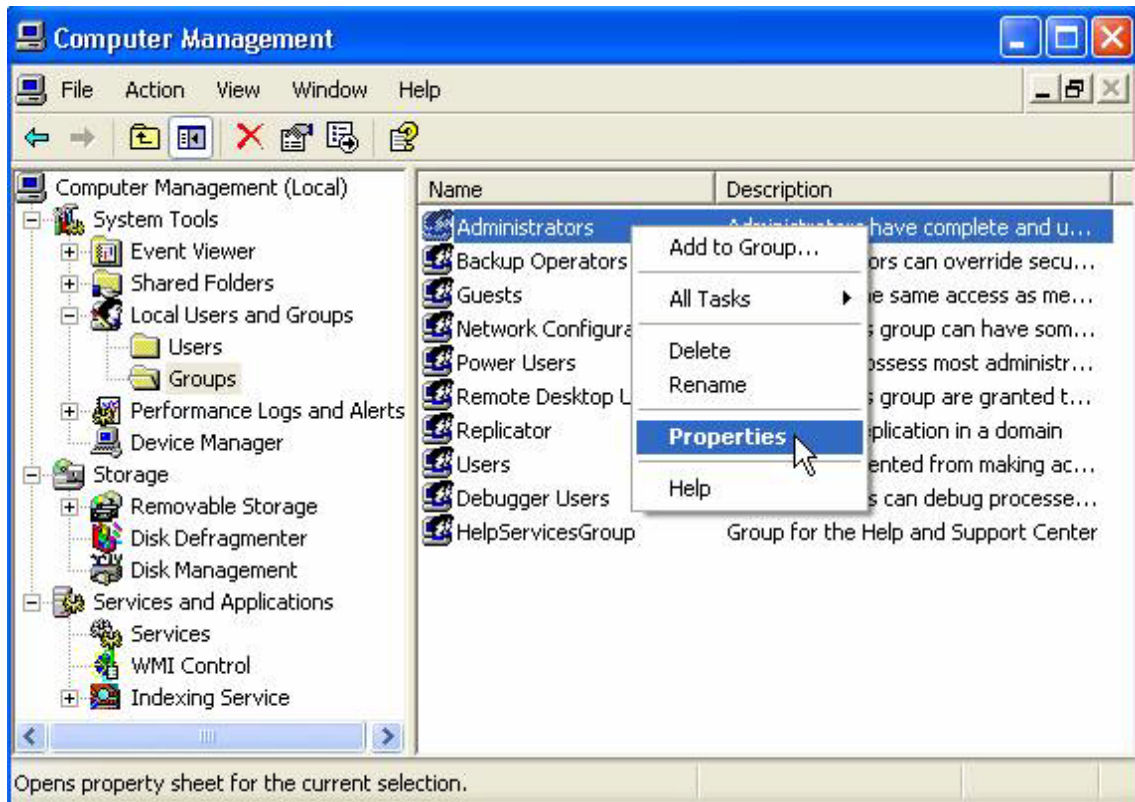 Computer Management
File Action View Window Help
Computer Management (Local)
System Tools
Event Viewer
Shared Folders
Local Users and Groups
Users
Groups
Performance Logs and Alerts
Device Manager
Storage
Removable Storage
Disk Defragmenter
Disk Management
Services and Applications
Services
WMI Control
Indexing Service
Name Description
Administrators Administrators have complete and u...
Backup Operators ors can override secu...
Guests e same access as me...
Network Configura s group can have som...
Power Users ossess most administr...
Remote Desktop U s group are granted t...
Replicator plication in a domain
Users ented from making ac...
Debugger Users s can debug processe...
HelpServicesGroup Group for the Help and Support Center
Add to Group...
All Tasks
Delete
Rename
Properties
Help
Opens property sheet for the current selection.